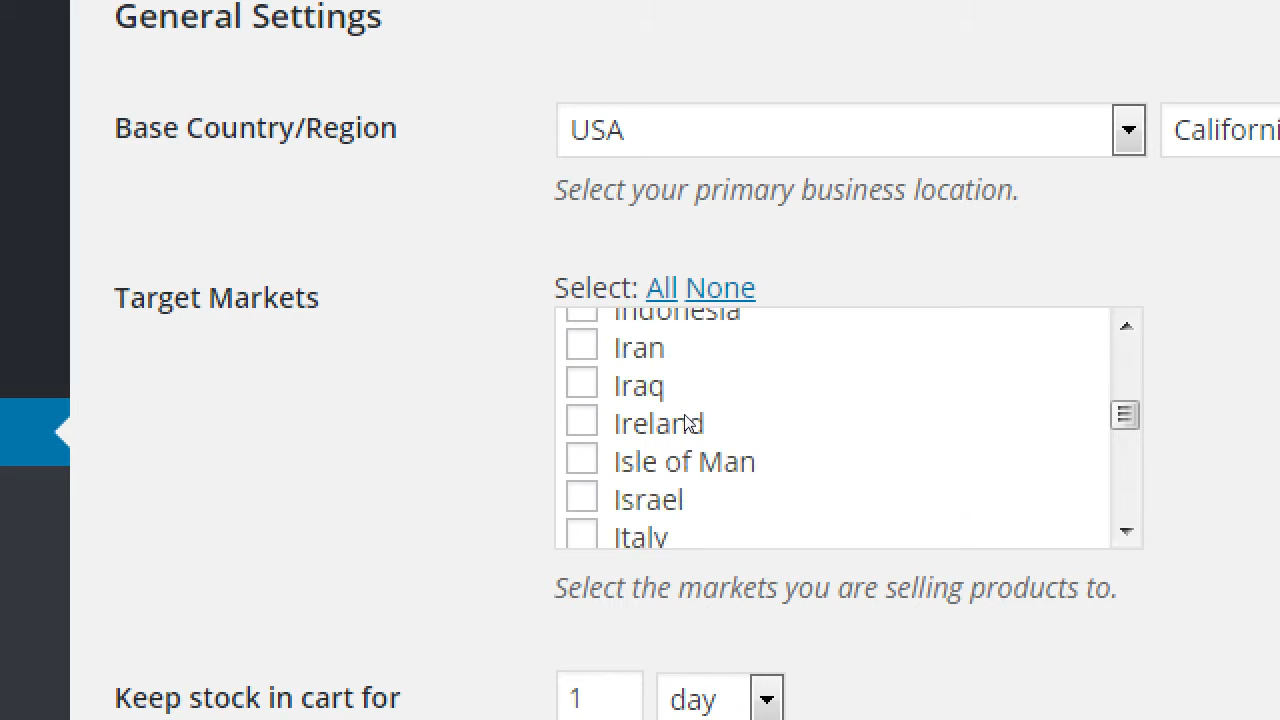 General Settings
Base Country/Region
USA
Californi
Select your primary business location.
Target Markets
Select: All None
Indonesia
Iran
Iraq
Ireland
Isle of Man
Israel
Italy
Select the markets you are selling products to.
Keep stock in cart for
1
day